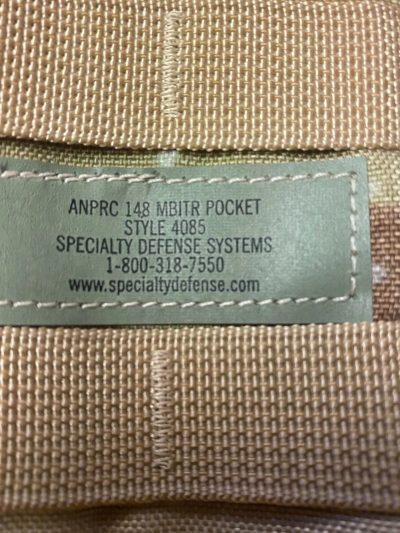 ANPRC 148 MBITR POCKET
STYLE 4085
SPECIALTY DEFENSE SYSTEMS
1-800-318-7550
www.specialtydefense.com